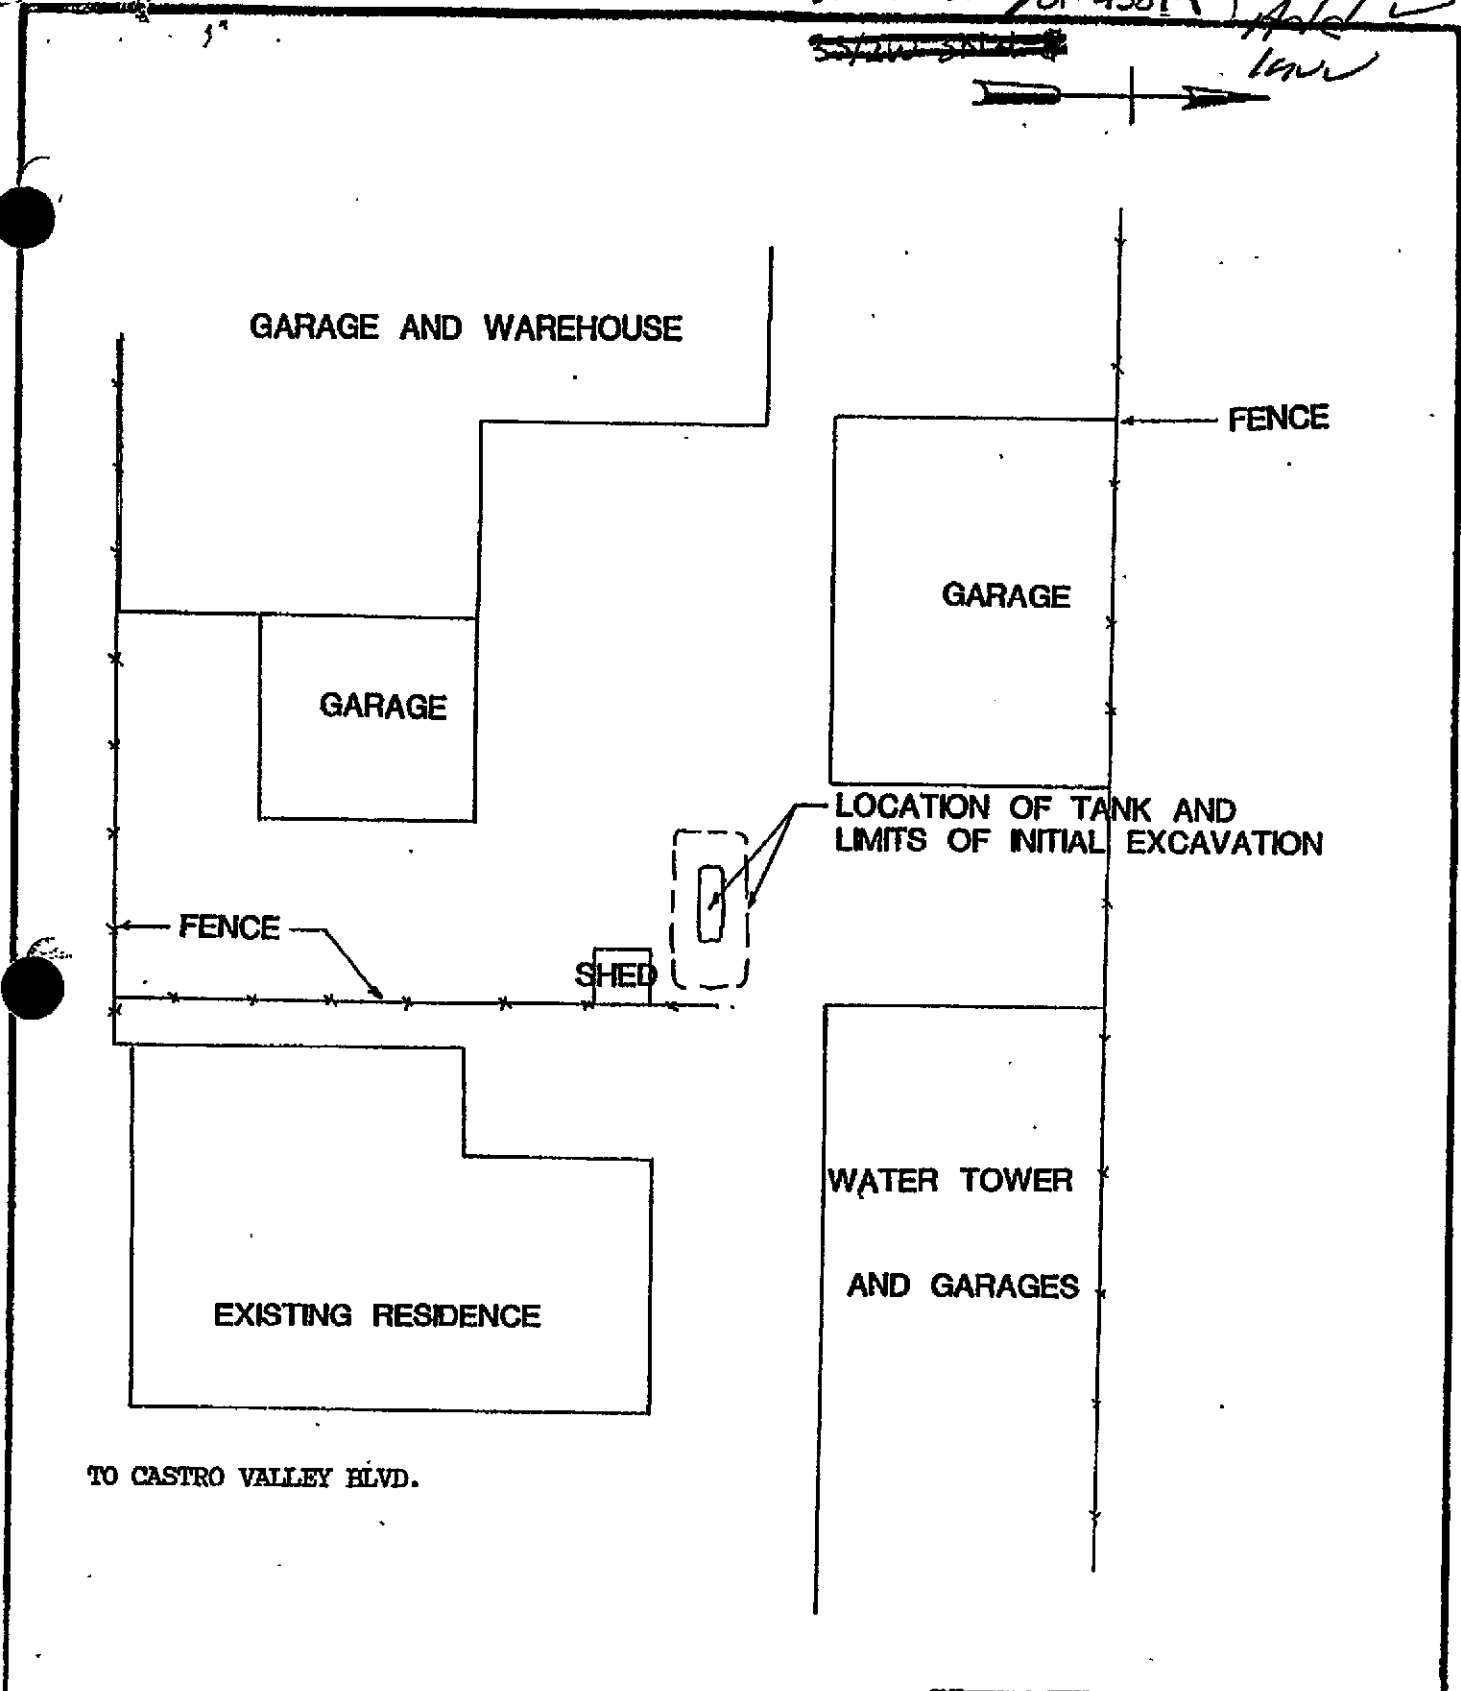 GARAGE AND WAREHOUSE
FENCE
GARAGE
GARAGE
LOCATION OF TANK AND
LIMITS OF INITIAL EXCAVATION
FENCE
SHED
WATER TOWER
AND GARAGES
EXISTING RESIDENCE
TO CASTRO VALLEY BLVD.